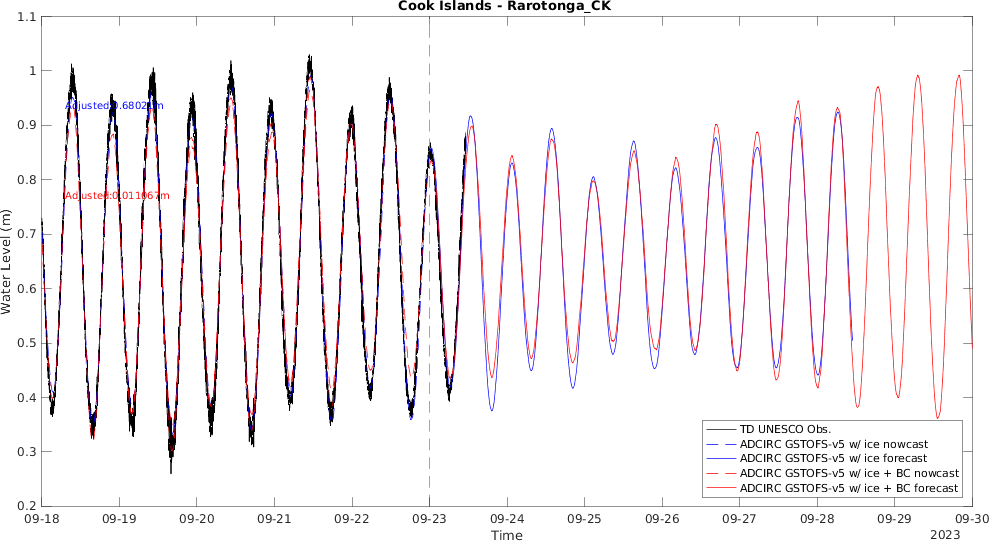 Cook Islands - Rarotonga_CK
1.1
1
0.9
0.8
0.7
0.6
0.5
0.4
0.3
0.2
Water Level (m)
Adjusted:0.011067m
TD UNESCO Obs.
ADCIRC GSTOFS-v5 w/ ice nowcast
ADCIRC GSTOFS-v5 w/ ice forecast
ADCIRC GSTOFS-v5 w/ ice + BC nowcast
ADCIRC GSTOFS-v5 w/ ice + BC forecast
09-18 09-19 09-20 09-21 09-22 09-23 09-24 09-25 09-26 09-27 09-28 09-29 09-30
Time
2023